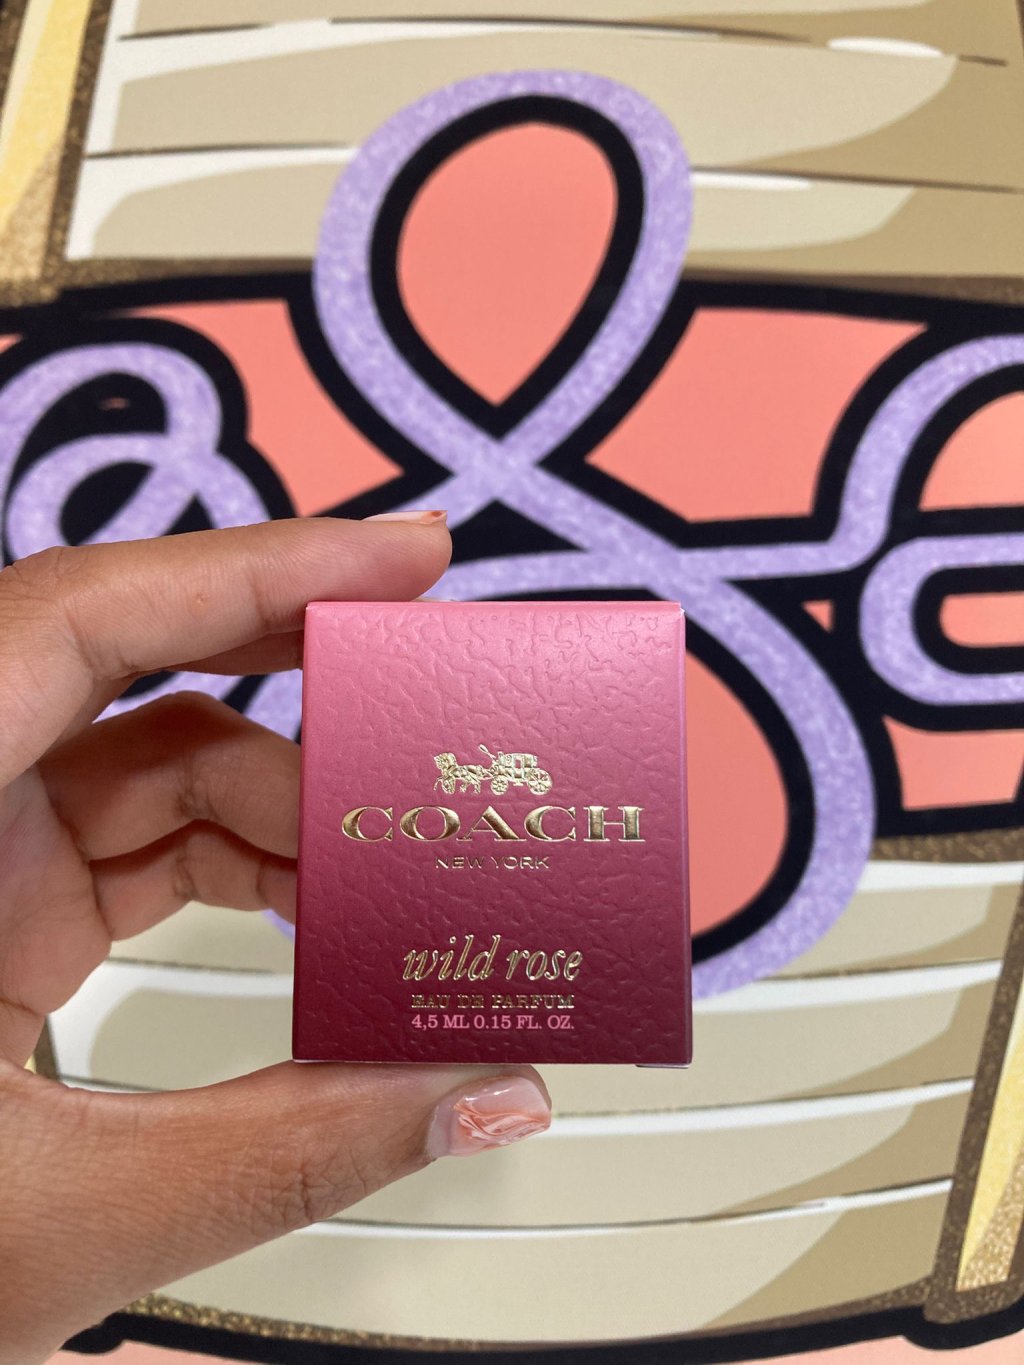 COACH
NEW YORK
wild rose
EAU DE PARFUM
4,5 ML 0.15 FL. OZ.